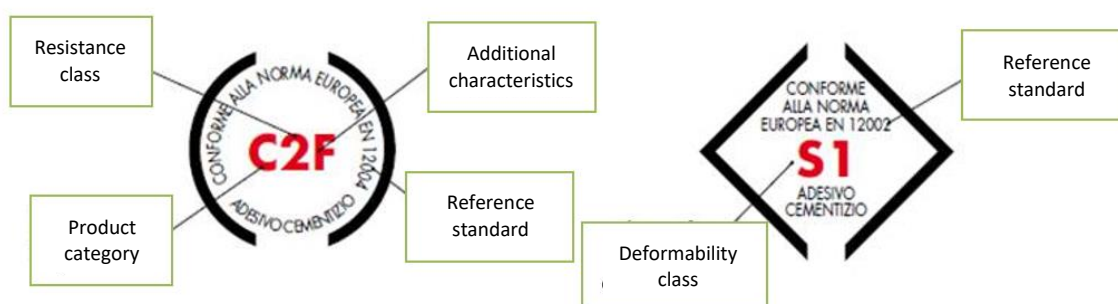 Resistance
class
Additional
characteristics
Reference
standard
CONFORME ALLA NORMA EUROPEA EN 12004
C2F
ADESIVO CEMENTIZIO
CONFORME
ALLA NORMA
EUROPEA EN 12002
S1
ADESIVO
CEMENTIZIO
Product
category
Reference
standard
Deformability
class